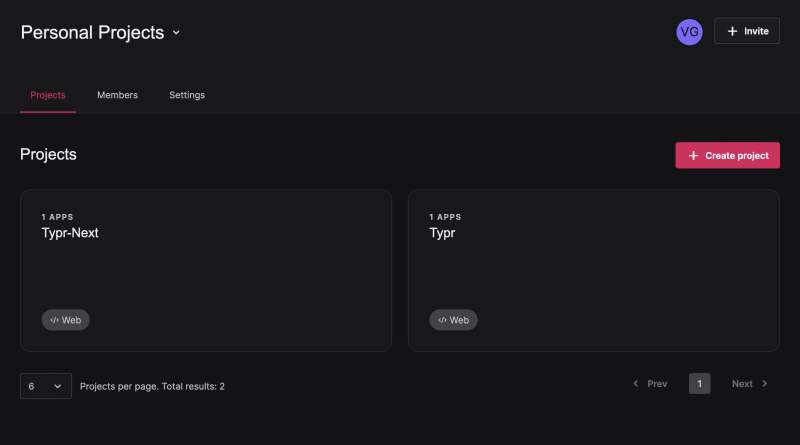 Personal Projects
VG
+ Invite
Projects
Members
Settings
Projects
+ Create project
1 APPS
Typr-Next
</> Web
1 APPS
Typr
</> Web
6
Projects per page. Total results: 2
Prev
1
Next